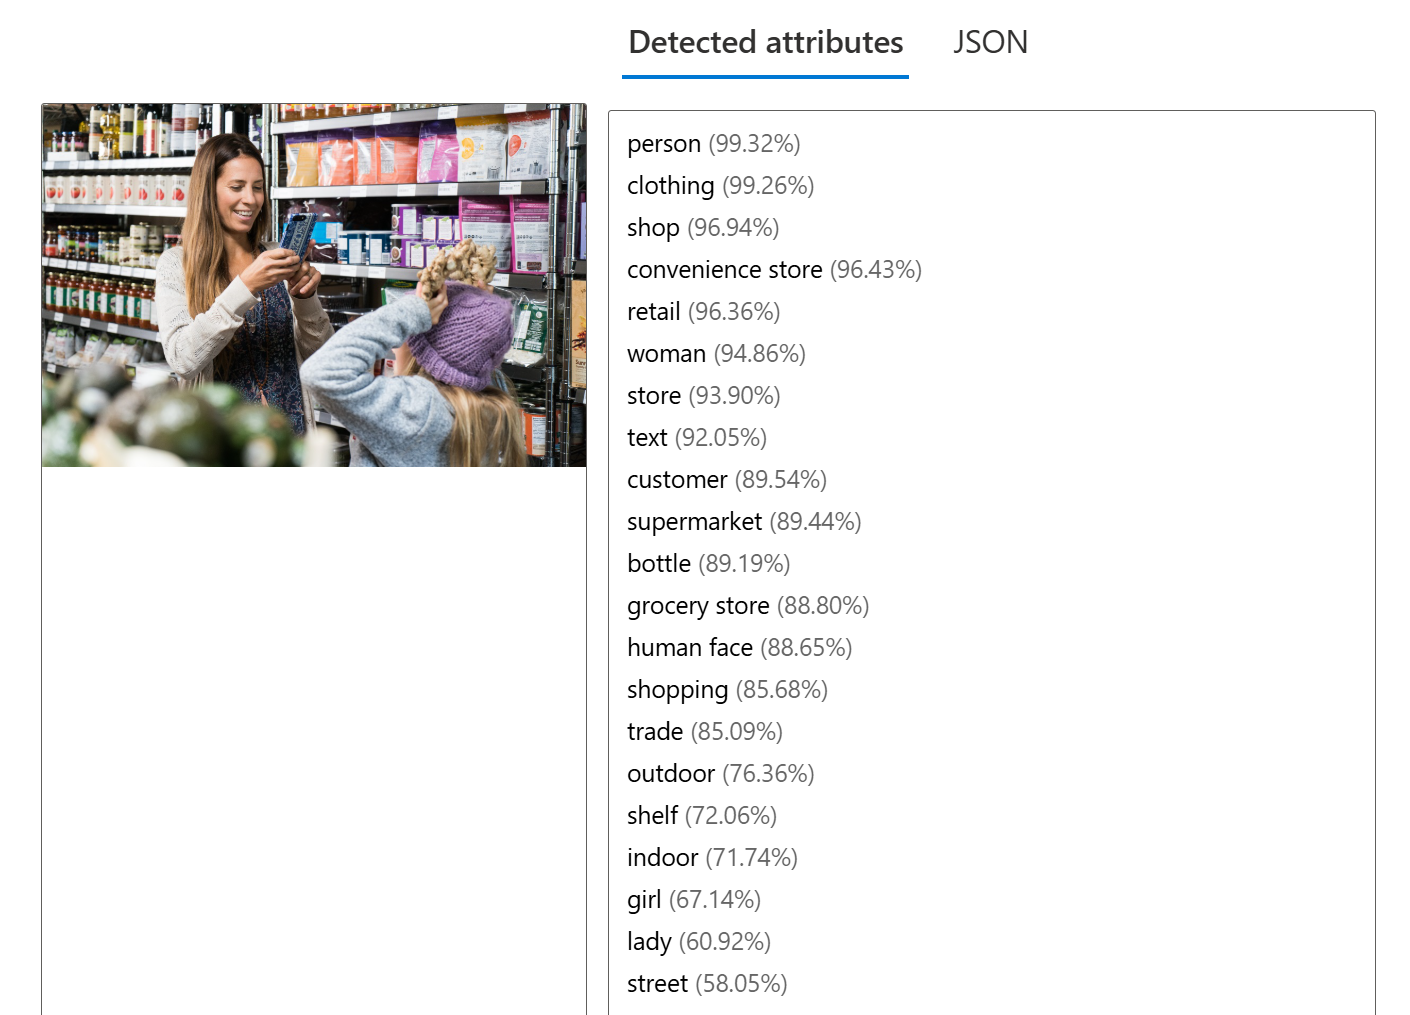 Detected attributes JSON
person (99.32%)
clothing (99.26%)
shop (96.94%)
convenience store (96.43%)
retail (96.36%)
woman (94.86%)
store (93.90%)
text (92.05%)
customer (89.54%)
supermarket (89.44%)
bottle (89.19%)
grocery store (88.80%)
human face (88.65%)
shopping (85.68%)
trade (85.09%)
outdoor (76.36%)
shelf (72.06%)
indoor (71.74%)
girl (67.14%)
lady (60.92%)
street (58.05%)